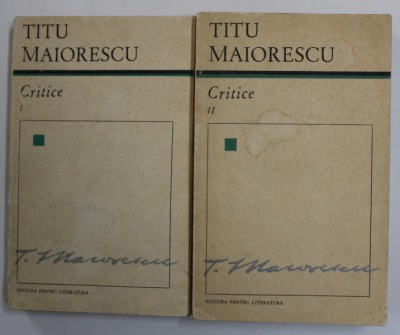 TITU
MAIORESCU
Critice
I
T. Maiorescu
EDITURA PENTRU LITERATURĂ
TITU
MAIORESCU
Critice
II
T. Maiorescu
EDITURA PENTRU LITERATURĂ